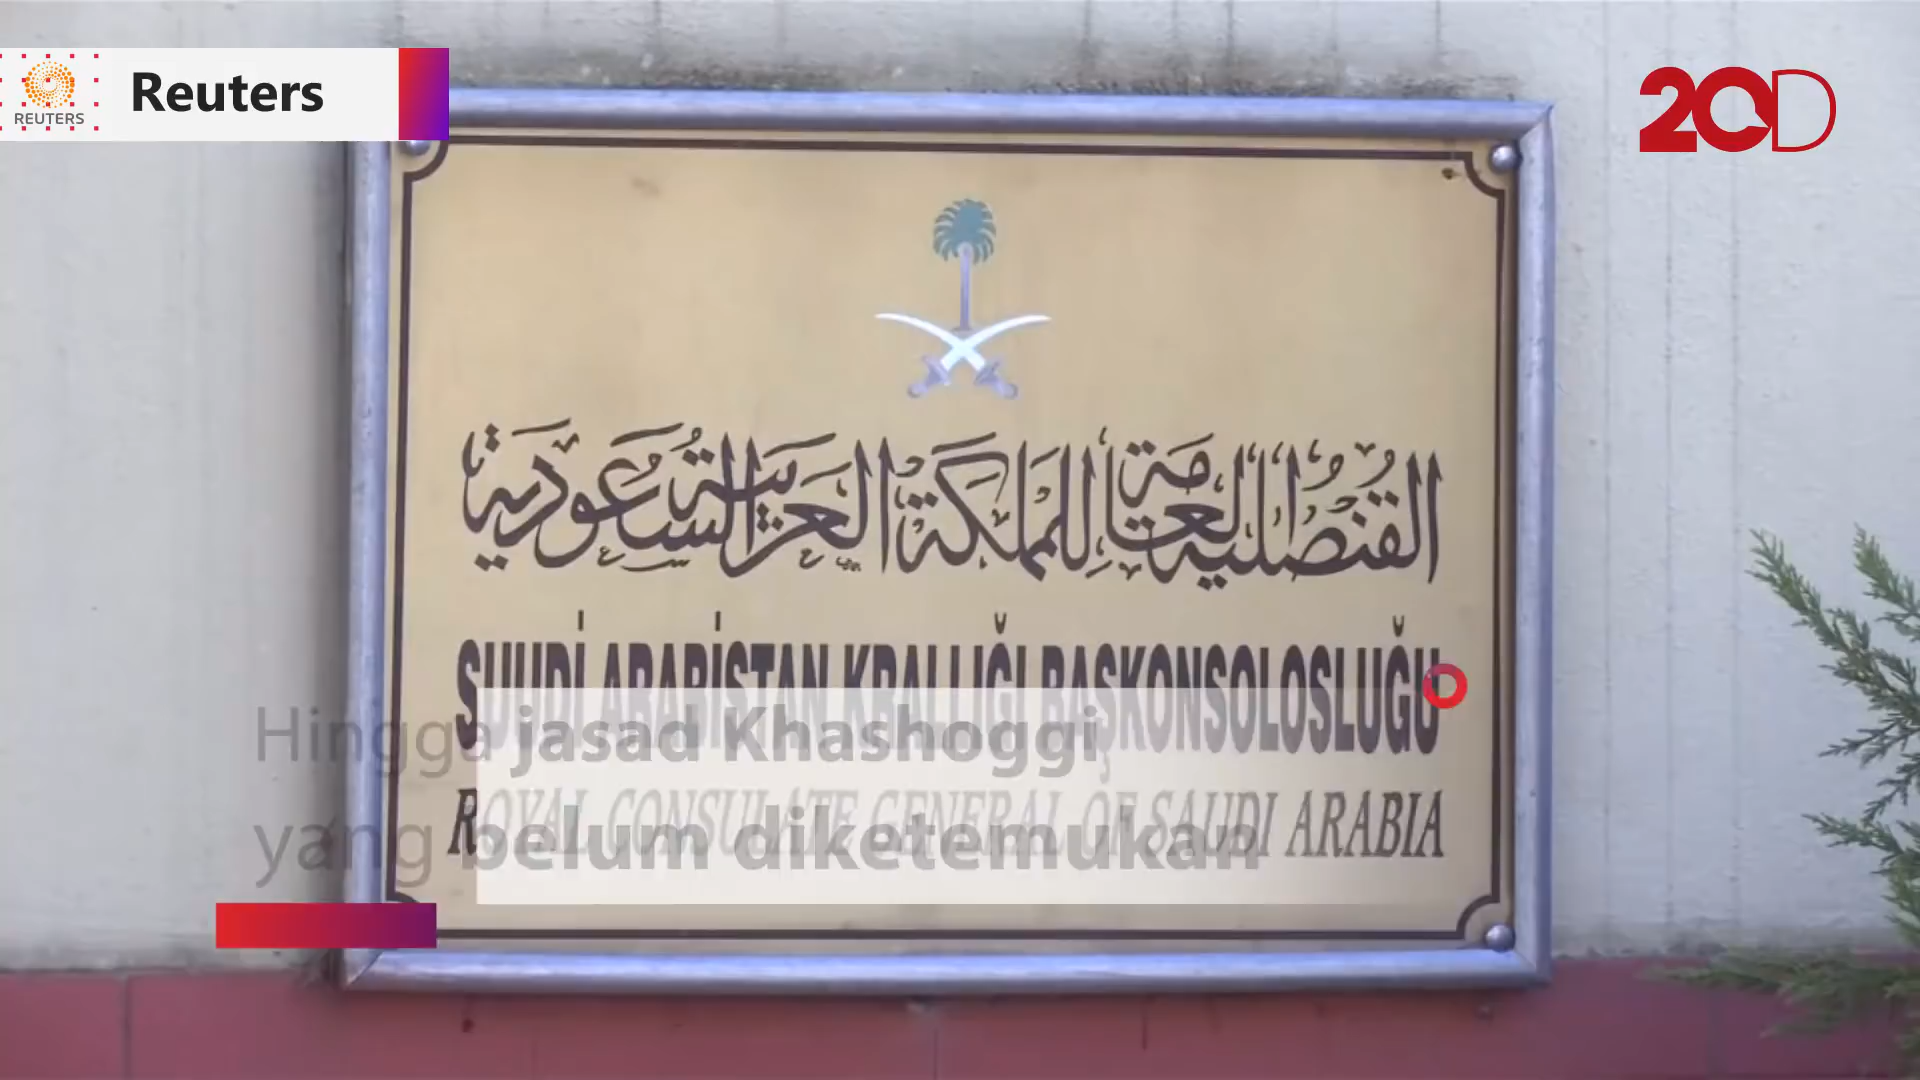 REUTERS
Reuters
20D
القنصلية العامة للمملكة العربية السعودية
SUUDİ ARABİSTAN KRALLIĞI BAŞKONSOLOSLUĞU
Hingga jasad Khashoggi
ROYAL CONSULATE GENERAL OF SAUDI ARABIA
yang belum diketemukan